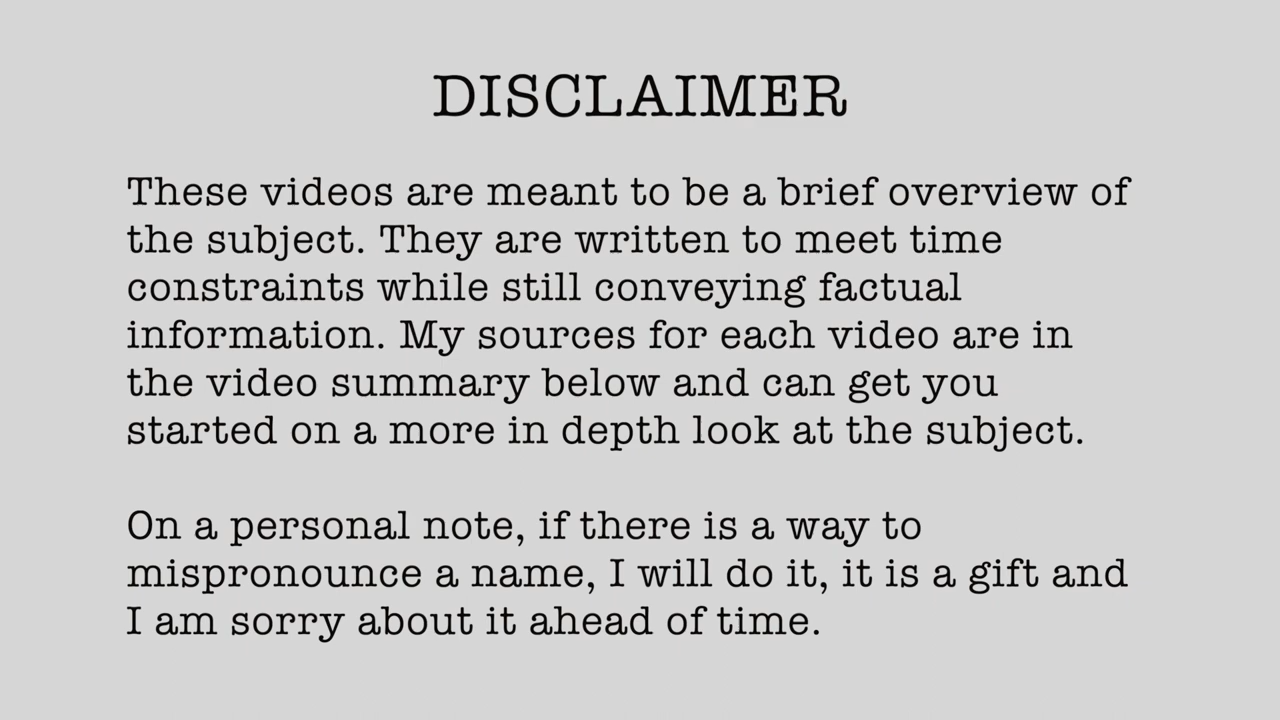 DISCLAIMER
These videos are meant to be a brief overview of
the subject. They are written to meet time
constraints while still conveying factual
information. My sources for each video are in
the video summary below and can get you
started on a more in depth look at the subject.
On a personal note, if there is a way to
mispronounce a name, I will do it, it is a gift and
I am sorry about it ahead of time.